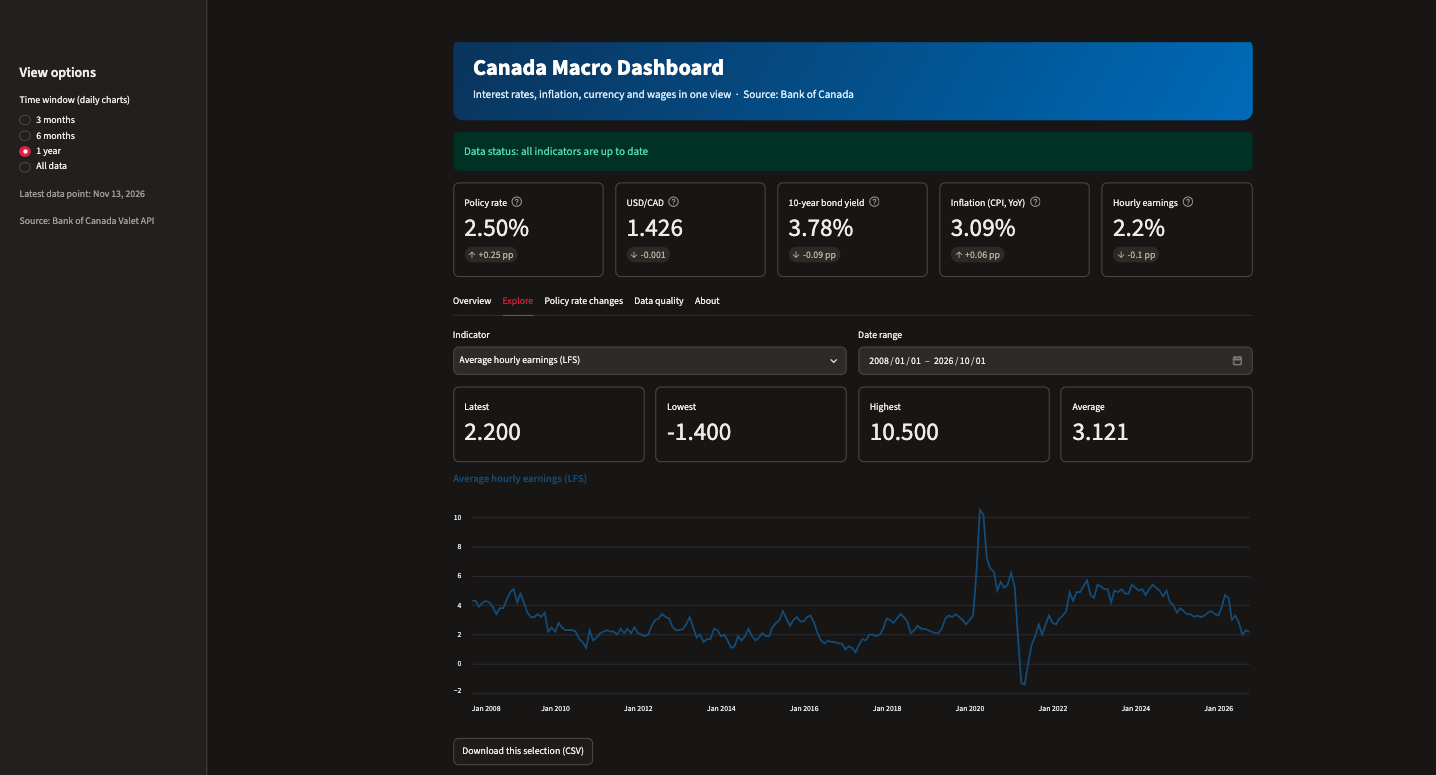 View options
Time window (daily charts)
3 months
6 months
1 year
All data
Latest data point: Nov 13, 2026
Source: Bank of Canada Valet API
Canada Macro Dashboard
Interest rates, inflation, currency and wages in one view · Source: Bank of Canada
Data status: all indicators are up to date
Policy rate
2.50%
↑ +0.25 pp
USD/CAD
1.426
↓ -0.001
10-year bond yield
3.78%
↓ -0.09 pp
Inflation (CPI, YoY)
3.09%
↑ +0.06 pp
Hourly earnings
2.2%
↓ -0.1 pp
Overview Explore Policy rate changes Data quality About
Indicator
Average hourly earnings (LFS)
Date range
2008/01/01 – 2026/10/01
Latest
2.200
Lowest
-1.400
Highest
10.500
Average
3.121
Average hourly earnings (LFS)
10
8
6
4
2
0
−2
Jan 2008 Jan 2010 Jan 2012 Jan 2014 Jan 2016 Jan 2018 Jan 2020 Jan 2022 Jan 2024 Jan 2026
Download this selection (CSV)